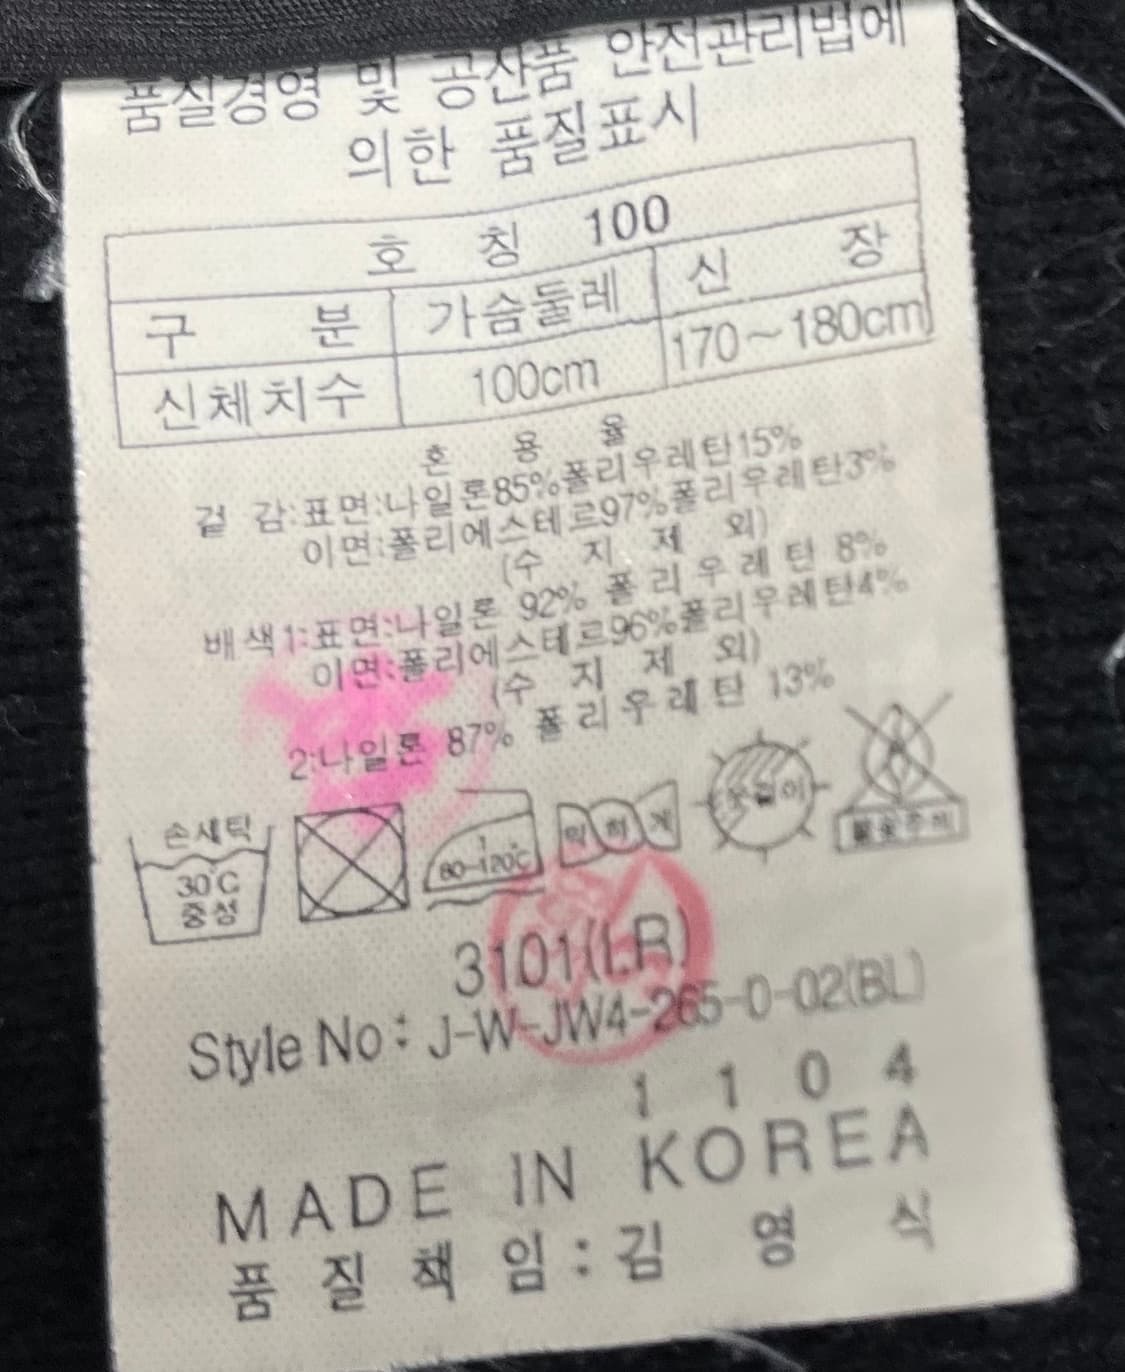 품질경영 및 공산품 안전관리법에
의한 품질표시
호 칭 100
구 분 가슴둘레 신 장
신체치수 100cm 170~180cm
혼 용 율
겉 감:표면:나일론85%폴리우레탄15%
이면:폴리에스테르97%폴리우레탄3%
(수 지 제 외)
배색1:표면:나일론 92% 폴리우레탄 8%
이면:폴리에스테르96%폴리우레탄4%
(수 지 제 외)
2:나일론 87% 폴리우레탄 13%
손세탁
30℃
중성
80~120℃
약하게
옷걸이
3101(LR)
Style No: J-W-JW4-265-0-02(BL)
1 1 0 4
MADE IN KOREA
품 질 책 임 : 김 영 식